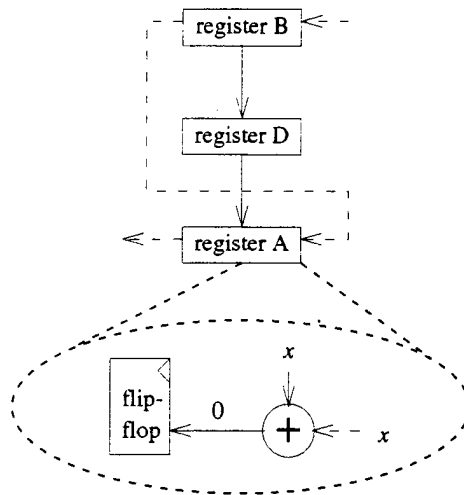 register B
register D
register A
x
flip-
flop
0
+
x